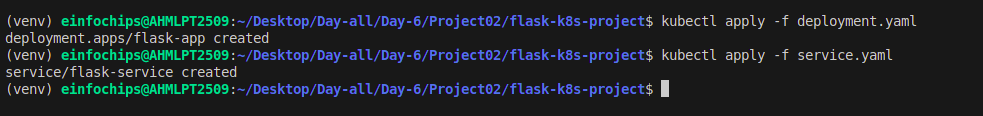 (venv) einfochips@AHMLPT2509:~/Desktop/Day-all/Day-6/Project02/flask-k8s-project$ kubectl apply -f deployment.yaml
deployment.apps/flask-app created
(venv) einfochips@AHMLPT2509:~/Desktop/Day-all/Day-6/Project02/flask-k8s-project$ kubectl apply -f service.yaml
service/flask-service created
(venv) einfochips@AHMLPT2509:~/Desktop/Day-all/Day-6/Project02/flask-k8s-project$